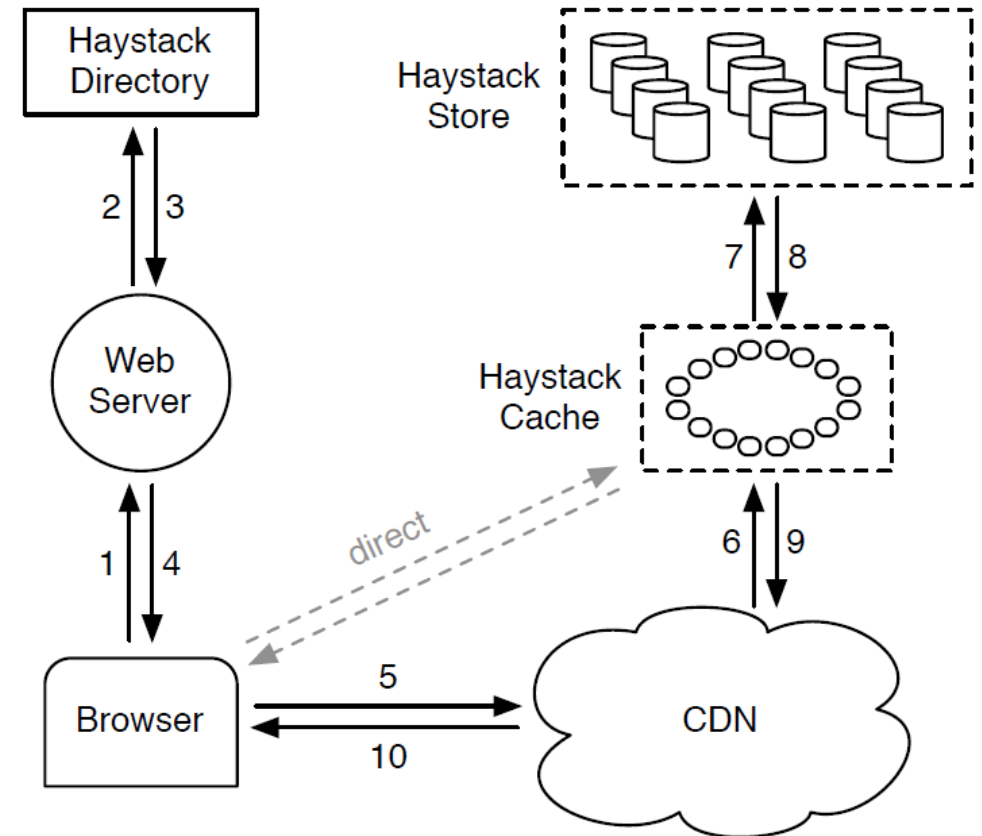 Haystack
Directory
Haystack
Store
2
3
7
8
Web
Server
Haystack
Cache
direct
1
4
6
9
5
Browser
CDN
10